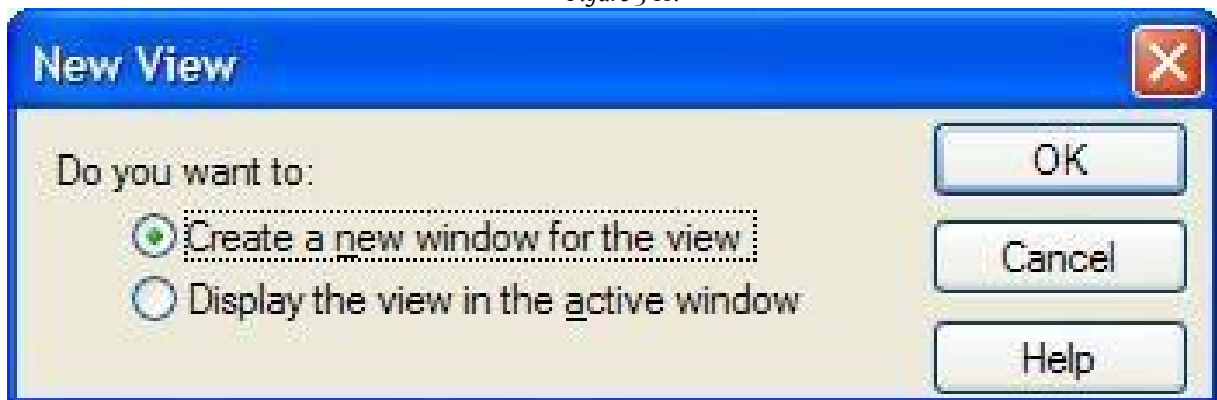 New View
Do you want to:
Create a new window for the view
Display the view in the active window
OK
Cancel
Help